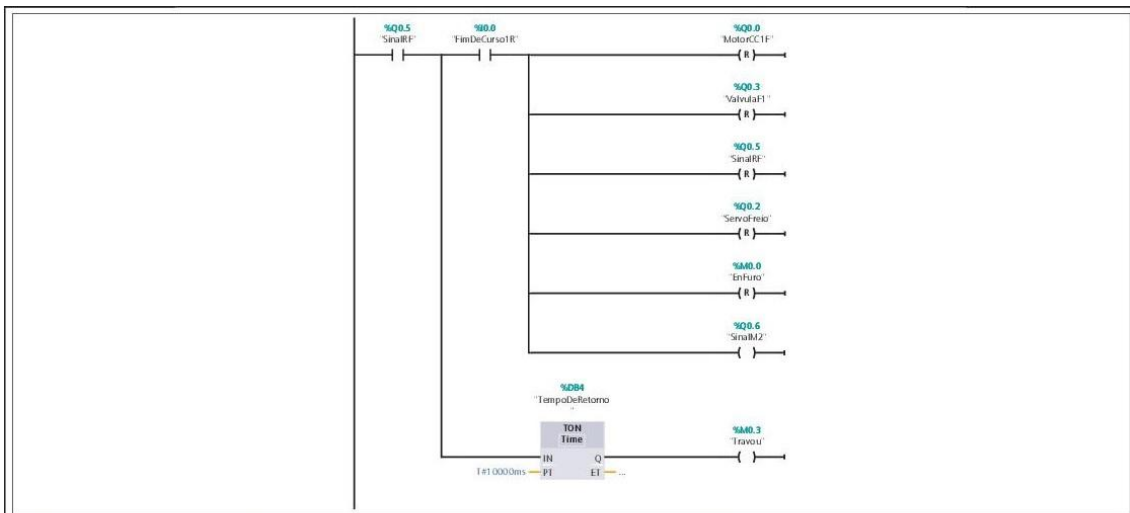 %Q0.5
"SinalRF"
%I0.0
"FimDeCurso1R"
%Q0.0
"MotorCC1F"
( R )
%Q0.3
"ValvulaF1"
( R )
%Q0.5
"SinalRF"
( R )
%Q0.2
"ServoFreio"
( R )
%M0.0
"EnFuro"
( R )
%Q0.6
"SinalM2"
( )
%DB4
"TempoDeRetorno
"
TON
Time
IN Q
T#10000ms PT ET ...
%M0.3
"Travou"
( )